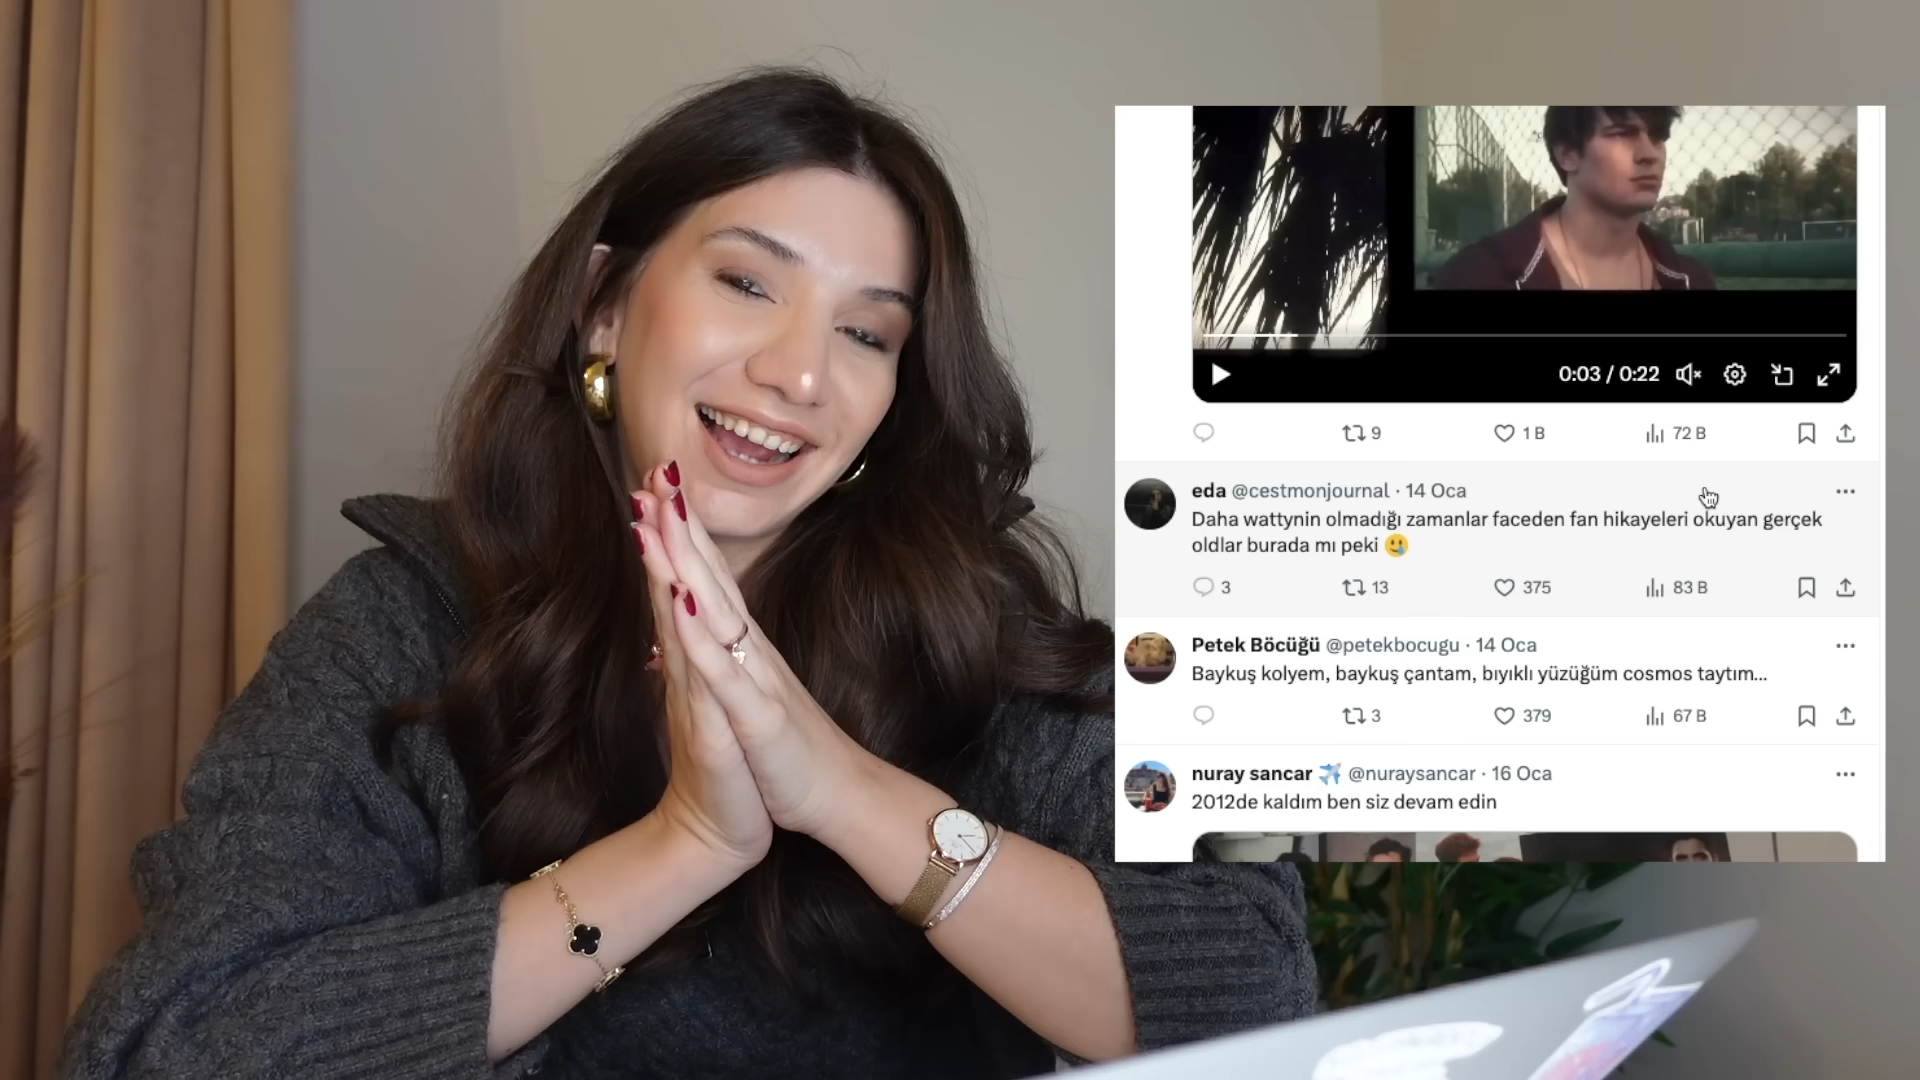 0:03 / 0:22
9 1 B 72 B
eda @cestmonjournal · 14 Oca
Daha wattynin olmadığı zamanlar faceden fan hikayeleri okuyan gerçek
oldlar burada mı peki 🥲
3 13 375 83 B
Petek Böcüğü @petekbocugu · 14 Oca
Baykuş kolyem, baykuş çantam, bıyıklı yüzüğüm cosmos taytım...
3 379 67 B
nuray sancar ✈️ @nuraysancar · 16 Oca
2012de kaldım ben siz devam edin